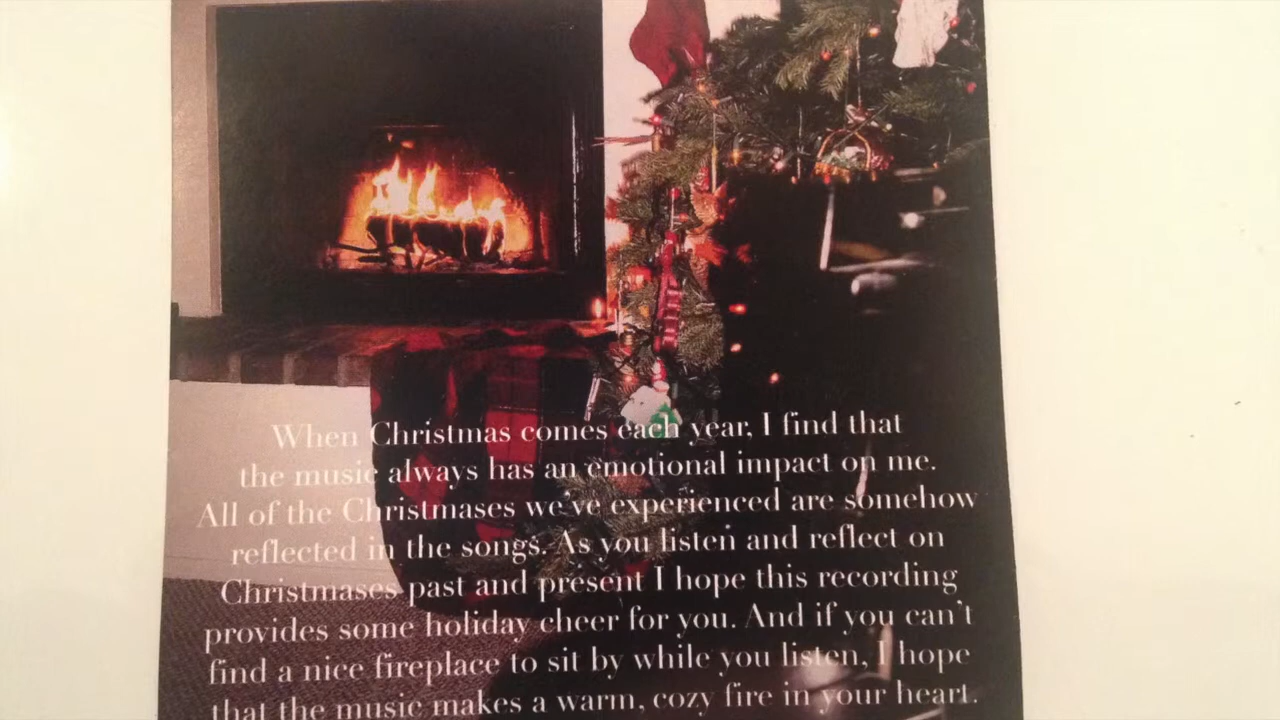 When Christmas comes each year, I find that
the music always has an emotional impact on me.
All of the Christmases we've experienced are somehow
reflected in the songs. As you listen and reflect on
Christmases past and present I hope this recording
provides some holiday cheer for you. And if you can't
find a nice fireplace to sit by while you listen, I hope
that the music makes a warm, cozy fire in your heart.